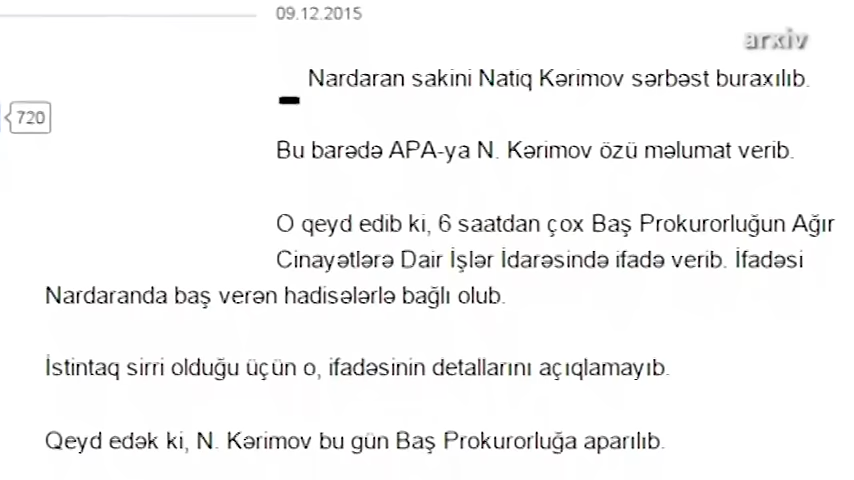 09.12.2015
arxiv
Nardaran sakini Natiq Kərimov sərbəst buraxılıb.
720
Bu barədə APA-ya N. Kərimov özü məlumat verib.
O qeyd edib ki, 6 saatdan çox Baş Prokurorluğun Ağır
Cinayətlərə Dair İşlər İdarəsində ifadə verib. İfadəsi
Nardaranda baş verən hadisələrlə bağlı olub.
İstintaq sirri olduğu üçün o, ifadəsinin detallarını açıqlamayıb.
Qeyd edək ki, N. Kərimov bu gün Baş Prokurorluğa aparılıb.